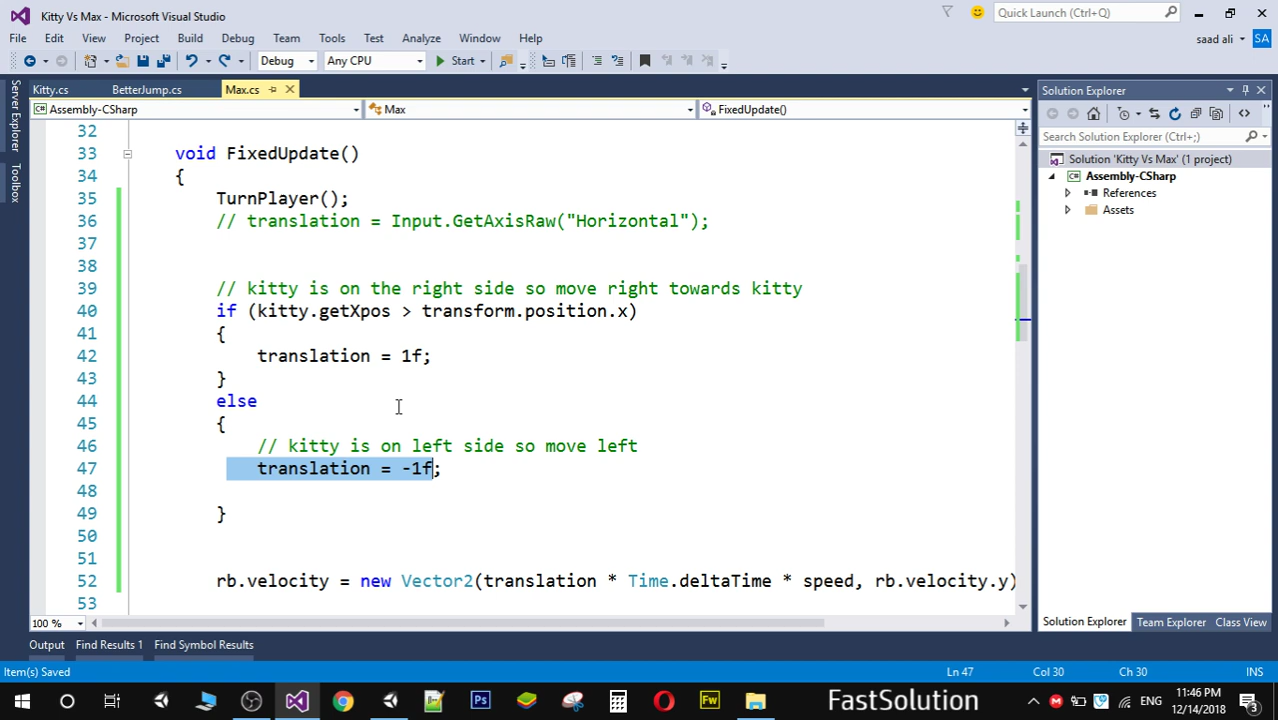 Kitty Vs Max - Microsoft Visual Studio
Quick Launch (Ctrl+Q)
File Edit View Project Build Debug Team Tools Test Analyze Window Help
saad ali SA
Debug Any CPU Start
Server Explorer
Toolbox
Kitty.cs BetterJump.cs Max.cs
Assembly-CSharp Max FixedUpdate()
32
33 void FixedUpdate()
34 {
35 TurnPlayer();
36 // translation = Input.GetAxisRaw("Horizontal");
37
38
39 // kitty is on the right side so move right towards kitty
40 if (kitty.getXpos > transform.position.x)
41 {
42 translation = 1f;
43 }
44 else
45 {
46 // kitty is on left side so move left
47 translation = -1f;
48
49 }
50
51
52 rb.velocity = new Vector2(translation * Time.deltaTime * speed, rb.velocity.y)
53
100 %
Solution Explorer
Search Solution Explorer (Ctrl+;)
Solution 'Kitty Vs Max' (1 project)
Assembly-CSharp
References
Assets
Solution Explorer Team Explorer Class View
Output Find Results 1 Find Symbol Results
Item(s) Saved Ln 47 Col 30 Ch 30 INS
Ps Fw FastSolution ENG 11:46 PM
12/14/2018 3